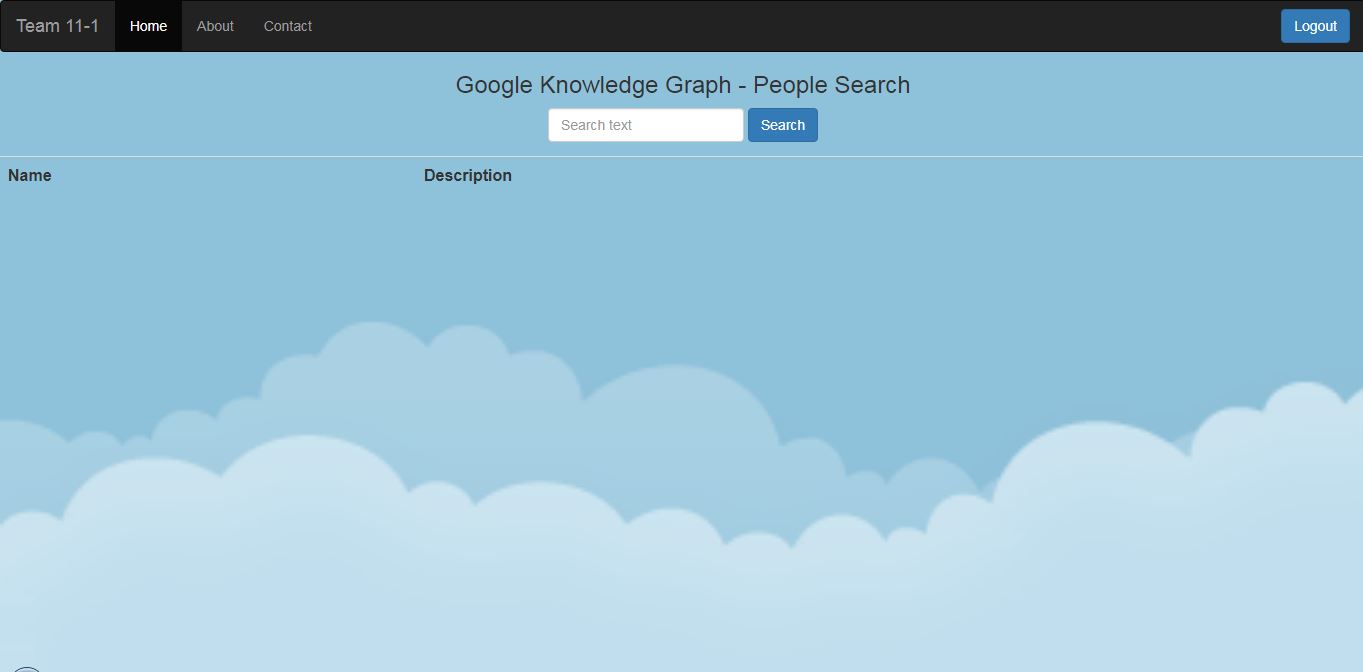 Team 11-1 Home About Contact Logout
Google Knowledge Graph - People Search
Search text Search
Name Description